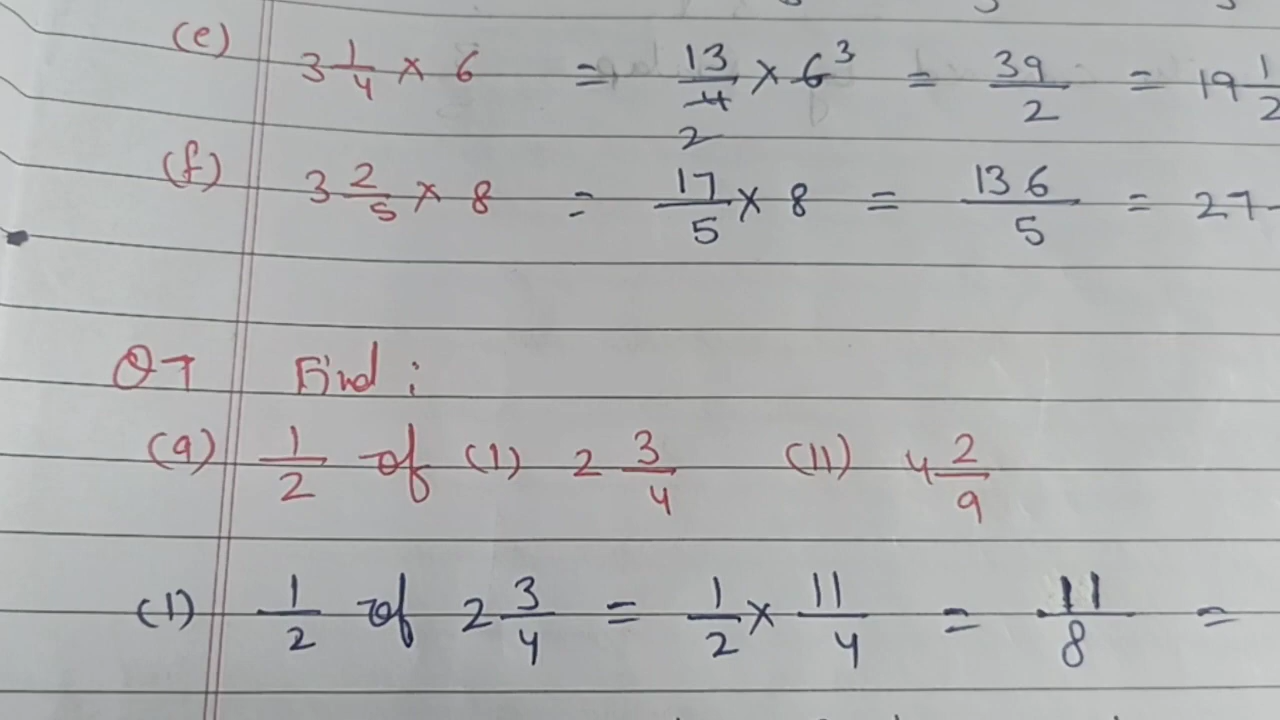 (e) 3 1/4 × 6 = 13/4 2 × 6 3 = 39/2 = 19 1/2
(f) 3 2/5 × 8 = 17/5 × 8 = 136/5 = 27
Q7 Find :
(a) 1/2 of (I) 2 3/4 (II) 4 2/9
(I) 1/2 of 2 3/4 = 1/2 × 11/4 = 11/8 =